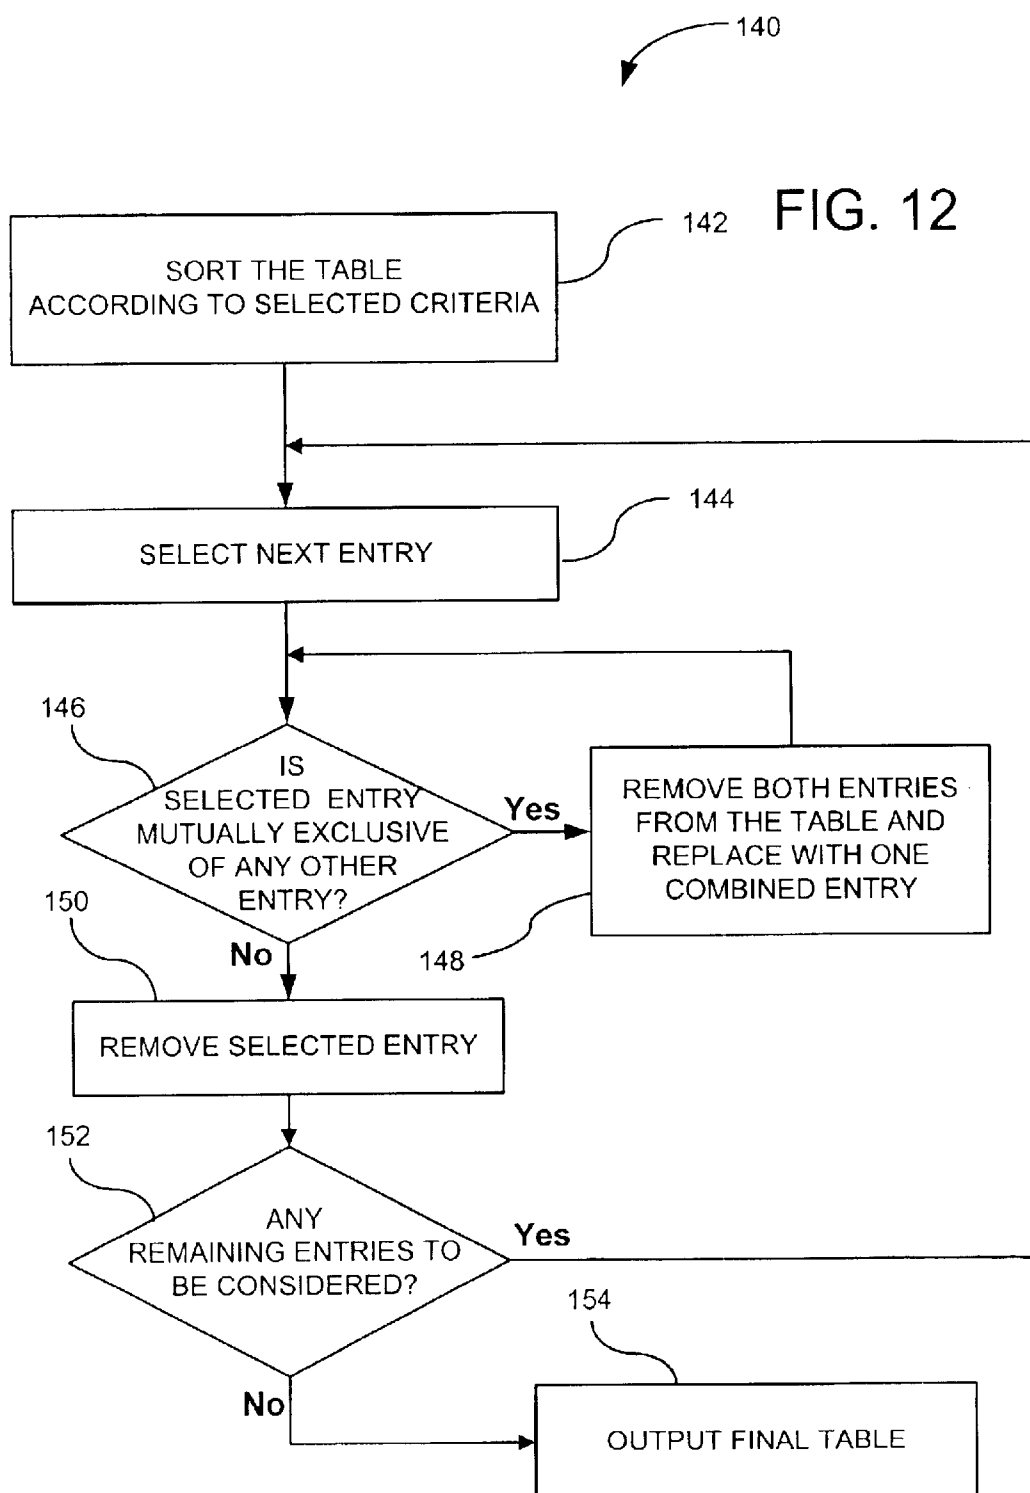 140
FIG. 12
142
SORT THE TABLE
ACCORDING TO SELECTED CRITERIA
144
SELECT NEXT ENTRY
146
IS
SELECTED ENTRY
MUTUALLY EXCLUSIVE
OF ANY OTHER
ENTRY?
Yes
REMOVE BOTH ENTRIES
FROM THE TABLE AND
REPLACE WITH ONE
COMBINED ENTRY
148
150
No
REMOVE SELECTED ENTRY
152
ANY
REMAINING ENTRIES TO
BE CONSIDERED?
Yes
154
No
OUTPUT FINAL TABLE